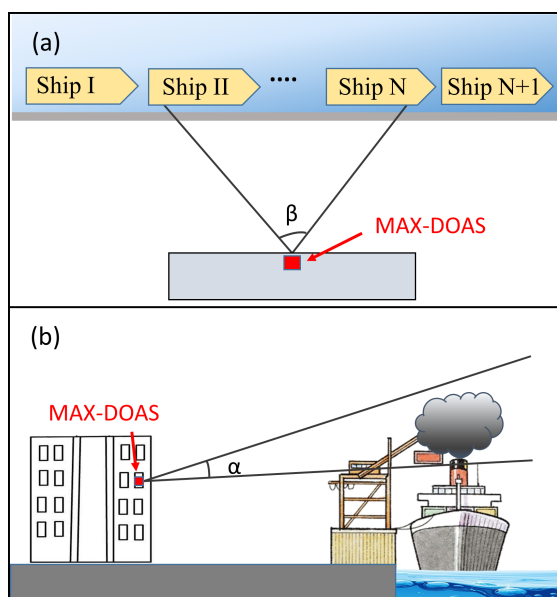 (a)
Ship I
Ship II
....
Ship N
Ship N+1
β
MAX-DOAS
(b)
MAX-DOAS
α